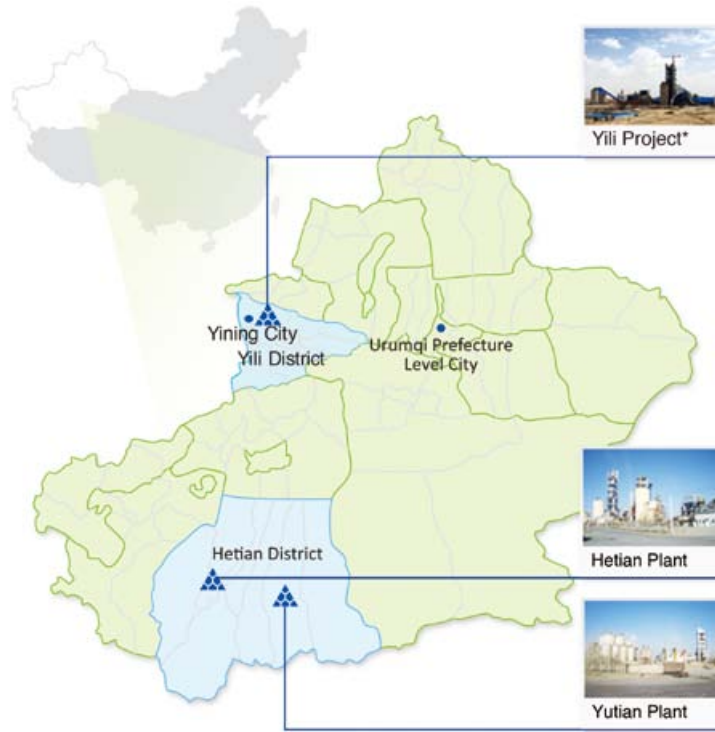 Yili Project*
Yining City
Yili District
Urumqi Prefecture
Level City
Hetian District
Hetian Plant
Yutian Plant